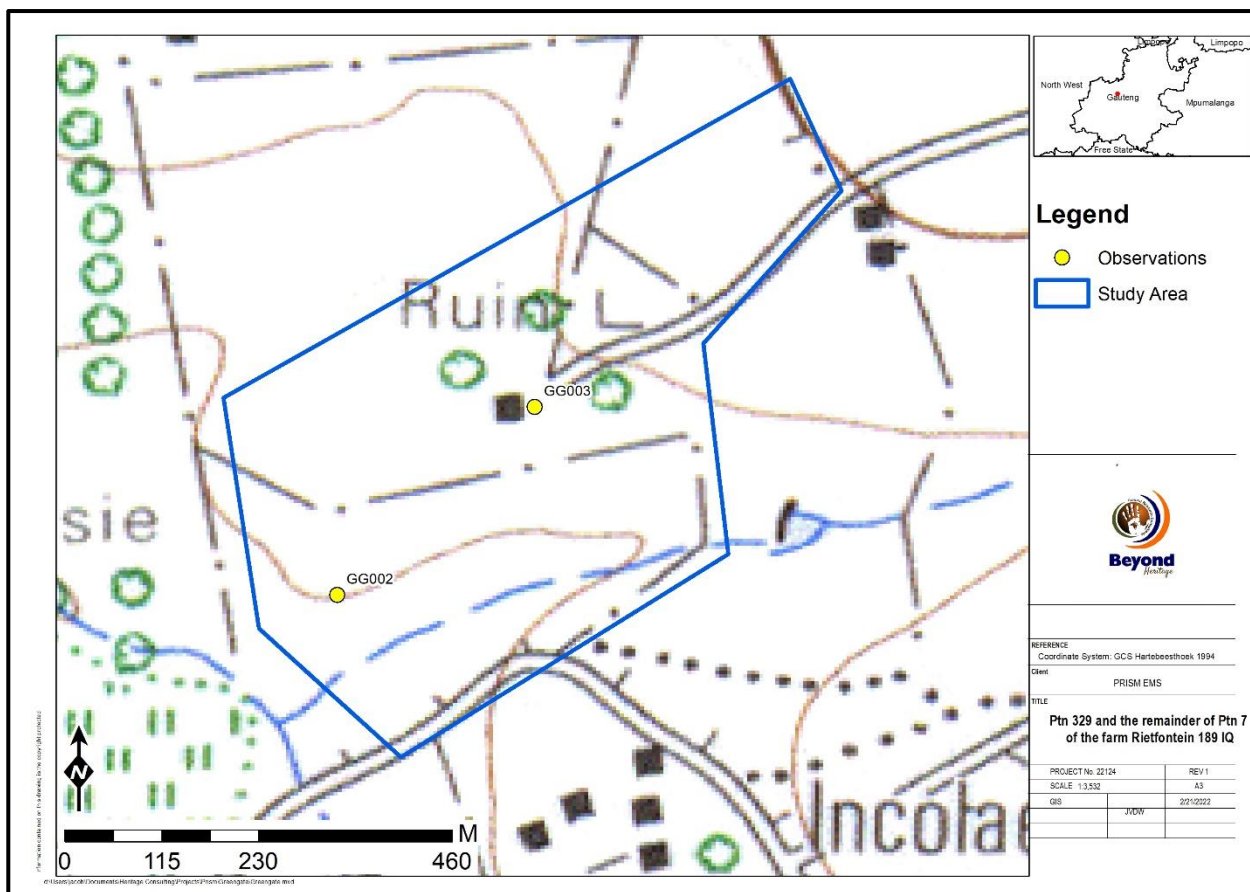 Ruin L
GG003
sie
GG002
Incolae
N
M
0
115
230
460
Limpopo
North West
Gauteng
Mpumalanga
Free State
Legend
Observations
Study Area
Beyond
Heritage
REFERENCE
Coordinate System: GCS Hartebeesthoek 1994
Client
PRISM EMS
TITLE
Ptn 329 and the remainder of Ptn 7
of the farm Rietfontein 189 IQ
PROJECT No. 22124
REV 1
SCALE 1:3,532
A3
GIS
JVDW
2/21/2022